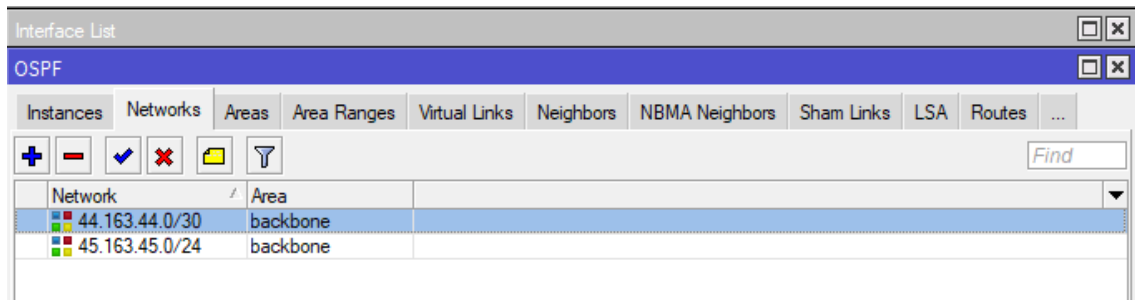 Interface List
OSPF
Instances Networks Areas Area Ranges Virtual Links Neighbors NBMA Neighbors Sham Links LSA Routes ...
Find
Network Area
44.163.44.0/30 backbone
45.163.45.0/24 backbone